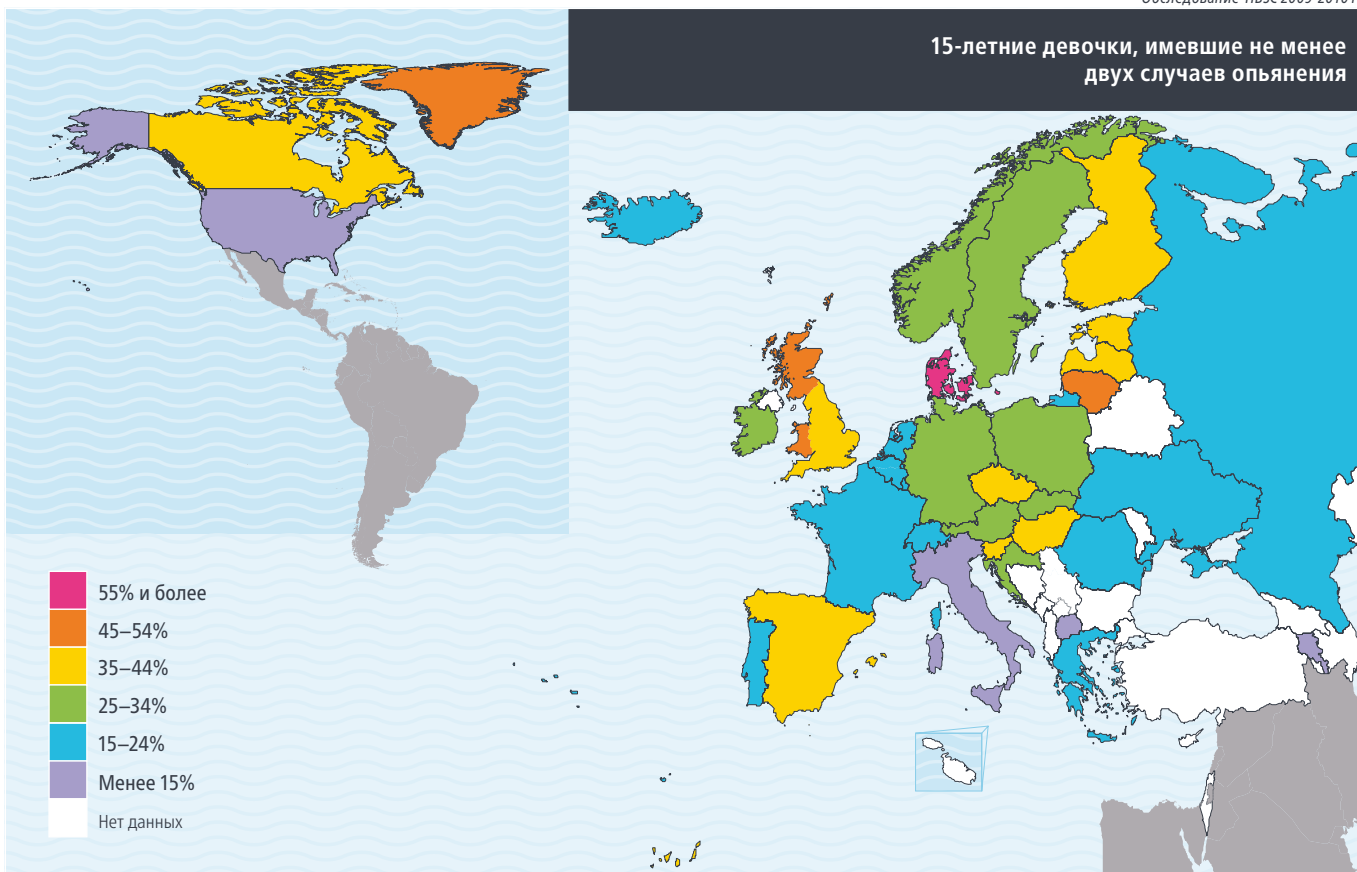 15-летние девочки, имевшие не менее
двух случаев опьянения
55% и более
45–54%
35–44%
25–34%
15–24%
Менее 15%
Нет данных